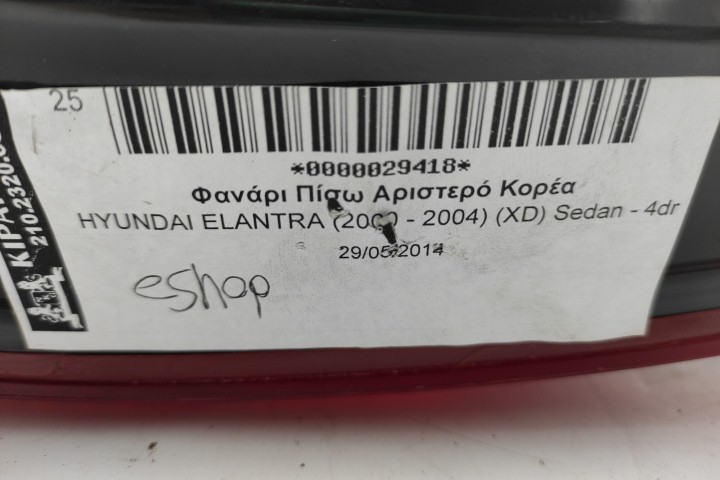 25
*0000029418*
Φανάρι Πίσω Αριστερό Κορέα
HYUNDAI ELANTRA (2000 - 2004) (XD) Sedan - 4dr
29/05/2014
eshop